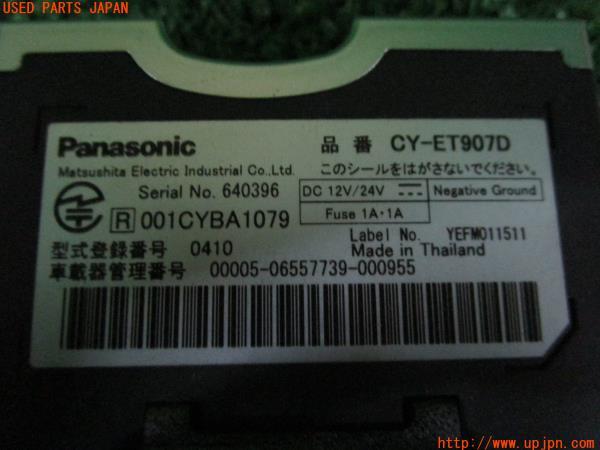 USED PARTS JAPAN
Panasonic 品番 CY-ET907D
Matsushita Electric Industrial Co.,Ltd. このシールをはがさないでください。
Serial No. 640396 DC 12V/24V Negative Ground
R 001CYBA1079 Fuse 1A・1A
Label No. YEFM011511
型式登録番号 0410 Made in Thailand
車載器管理番号 00005-06557739-000955
http://www.upjpm.com/